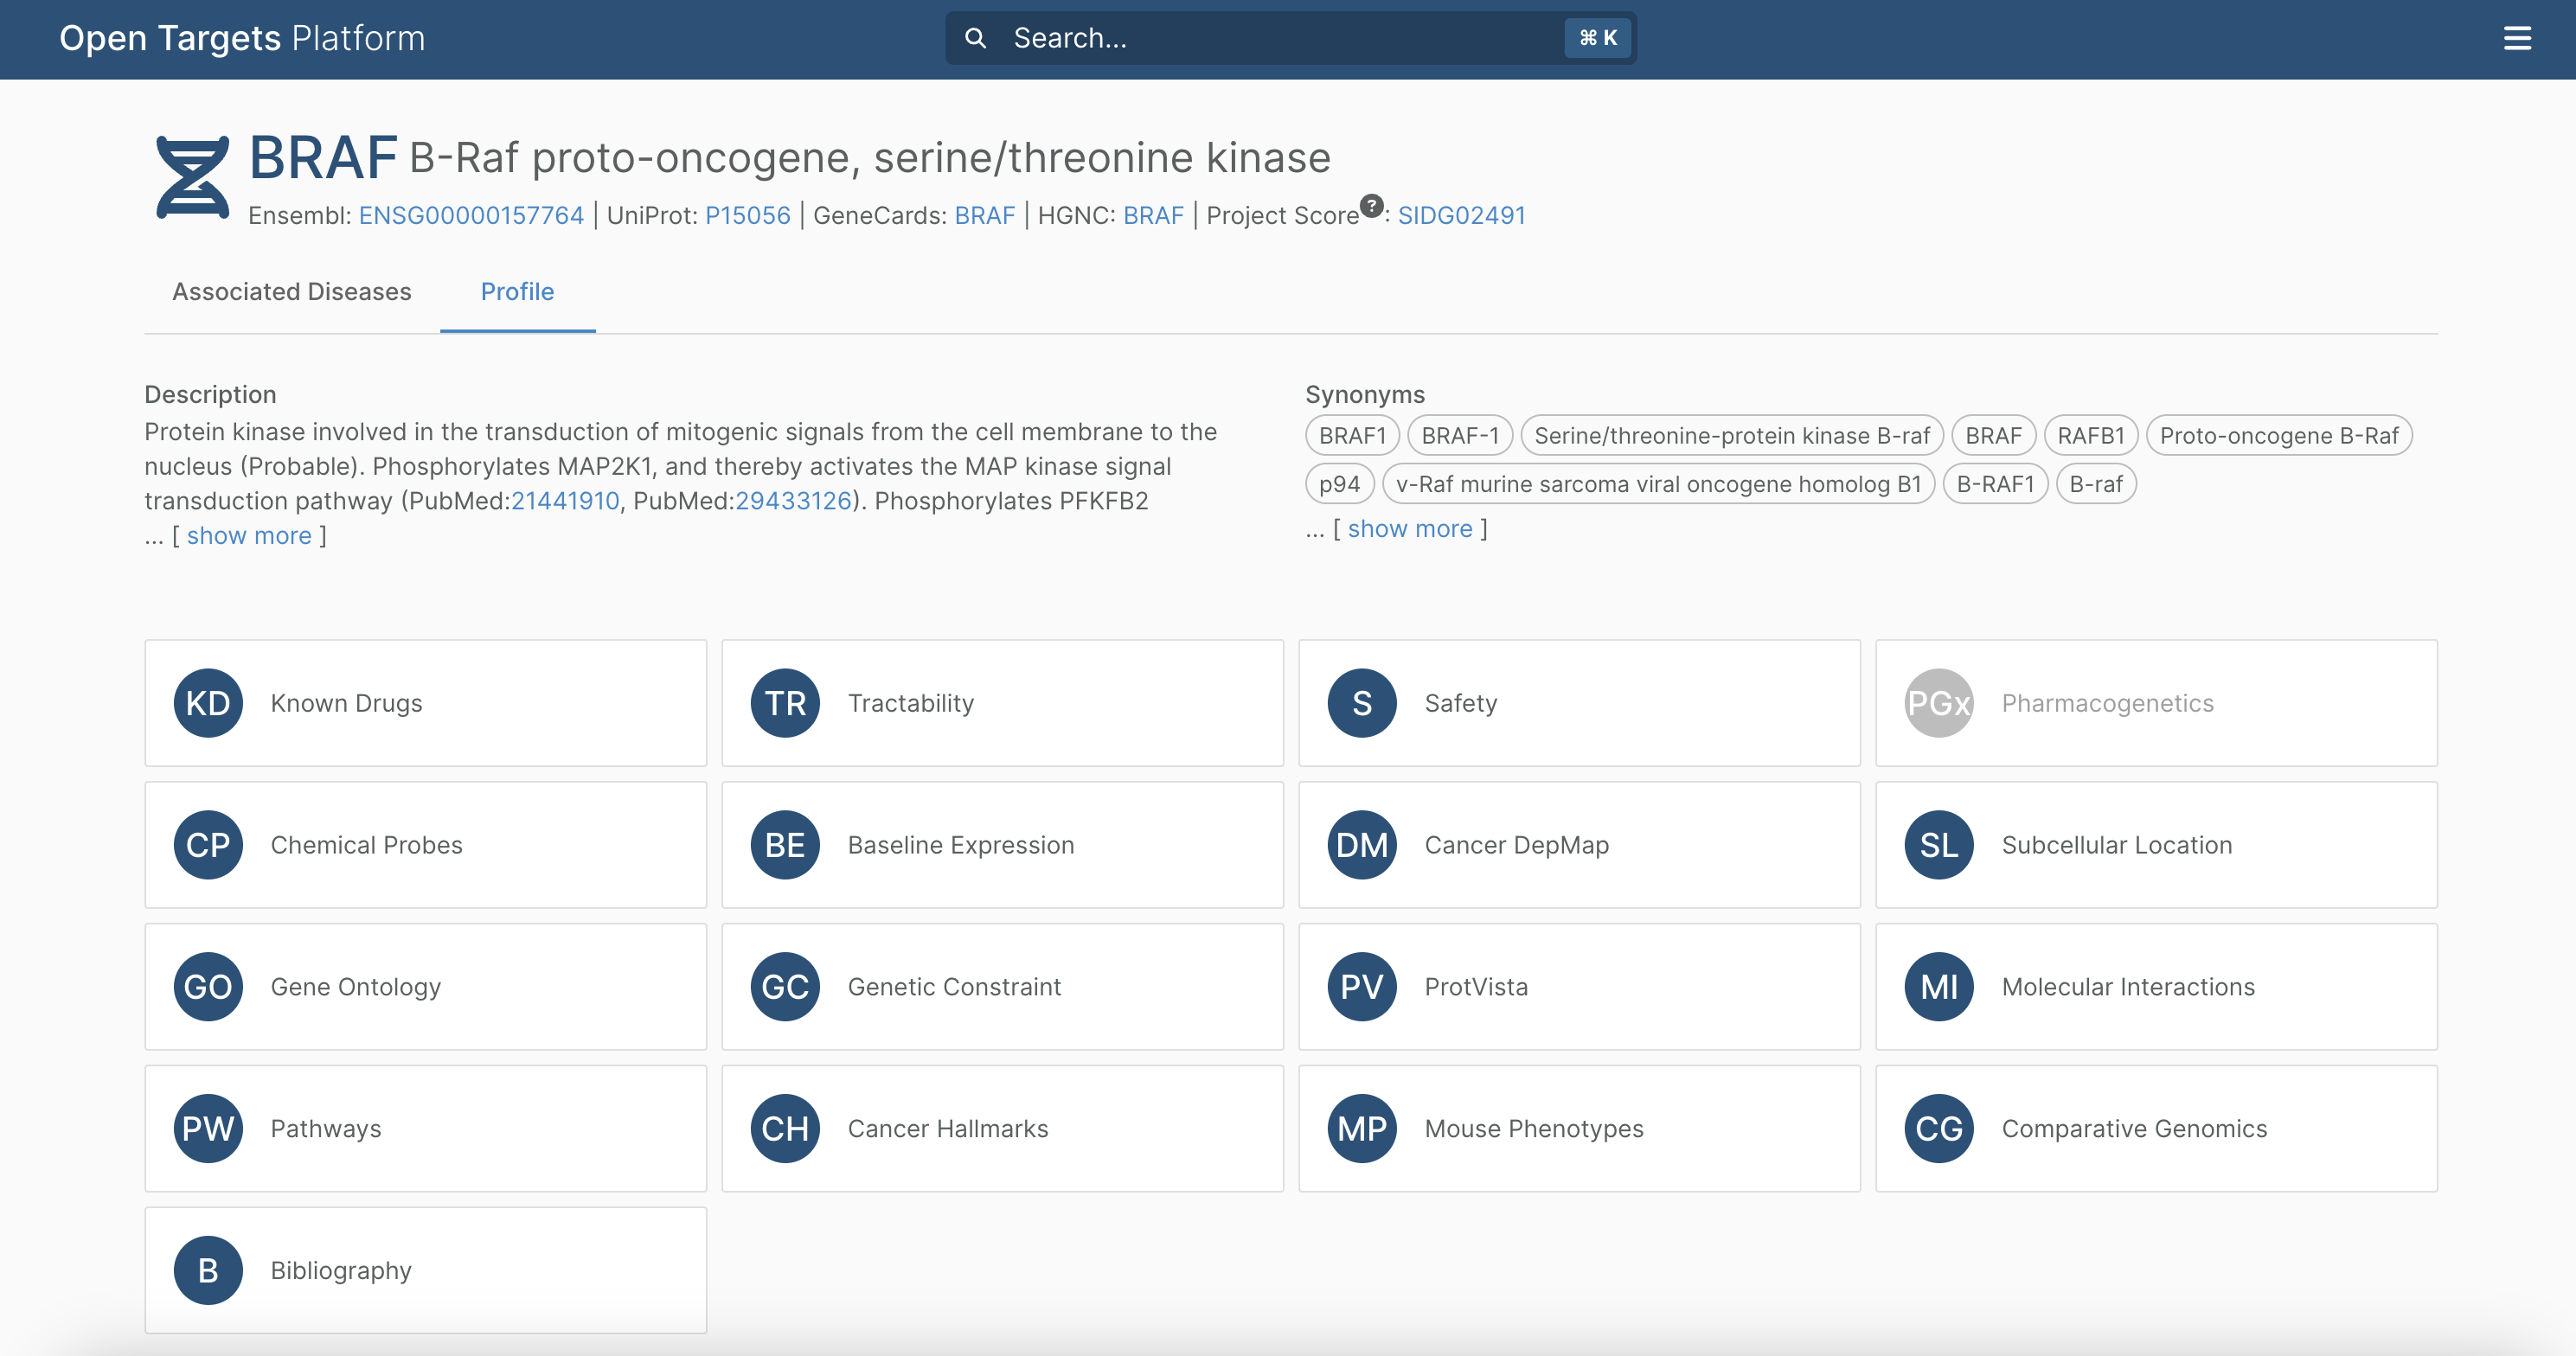 Open Targets Platform
Search...
⌘ K
BRAF B-Raf proto-oncogene, serine/threonine kinase
Ensembl: ENSG00000157764 | UniProt: P15056 | GeneCards: BRAF | HGNC: BRAF | Project Score?: SIDG02491
Associated Diseases
Profile
Description
Protein kinase involved in the transduction of mitogenic signals from the cell membrane to the
nucleus (Probable). Phosphorylates MAP2K1, and thereby activates the MAP kinase signal
transduction pathway (PubMed:21441910, PubMed:29433126). Phosphorylates PFKFB2
... [ show more ]
Synonyms
BRAF1 BRAF-1 Serine/threonine-protein kinase B-raf BRAF RAFB1 Proto-oncogene B-Raf
p94 v-Raf murine sarcoma viral oncogene homolog B1 B-RAF1 B-raf
... [ show more ]
KD Known Drugs
TR Tractability
S Safety
PGx Pharmacogenetics
CP Chemical Probes
BE Baseline Expression
DM Cancer DepMap
SL Subcellular Location
GO Gene Ontology
GC Genetic Constraint
PV ProtVista
MI Molecular Interactions
PW Pathways
CH Cancer Hallmarks
MP Mouse Phenotypes
CG Comparative Genomics
B Bibliography